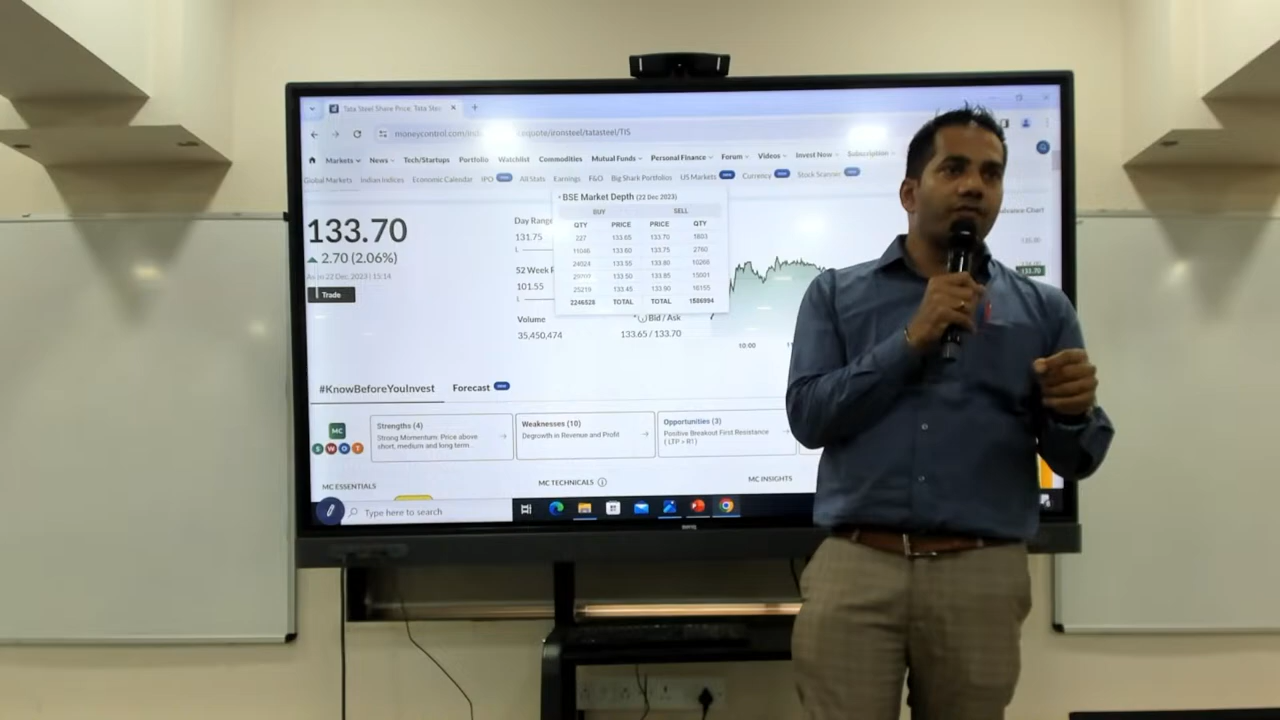 Tata Steel Share Price, Tata Stee
moneycontrol.com/ind quote/ironsteel/tatasteel/TIS
Markets News Tech/Startups Portfolio Watchlist Commodities Mutual Funds Personal Finance Forum Videos Invest Now Subscription
Global Markets Indian Indices Economic Calendar IPO All Stats Earnings F&O Big Shark Portfolios US Markets Currency Stock Scanner
133.70
2.70 (2.06%)
22 Dec, 2023 | 15:14
Trade
Day Range
131.75
52 Week
101.55
Volume
35,450,474
BSE Market Depth (22 Dec 2023)
BUY SELL
QTY PRICE PRICE QTY
227 133.65 133.70 1603
11046 133.60 133.75 2760
24024 133.55 133.80 10266
133.50 133.85 15001
25219 133.45 133.90 16155
2246528 TOTAL TOTAL 1586994
Bid / Ask
133.65 / 133.70
Advance Chart
133.70
10:00
#KnowBeforeYouInvest Forecast
MC
S W O T
Strengths (4)
Strong Momentum: Price above
short, medium and long term...
Weaknesses (10)
Degrowth in Revenue and Profit
Opportunities (3)
Positive Breakout First Resistance
( LTP > R1)
MC ESSENTIALS MC TECHNICALS MC INSIGHTS
Type here to search
BenQ